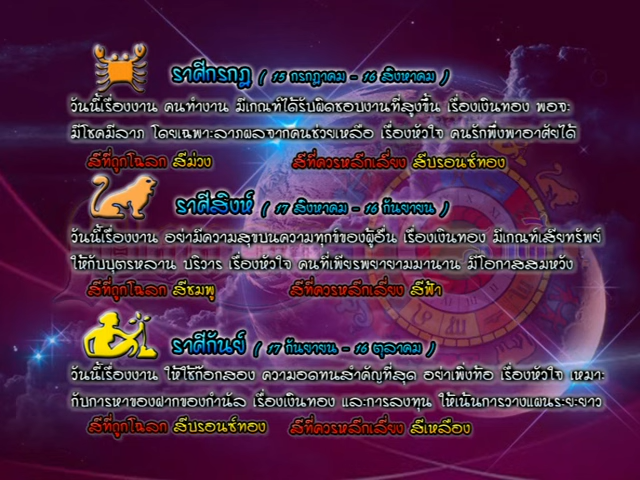 ราศีกรกฎ ( 15 กรกฎาคม - 16 สิงหาคม )
วันนี้เรื่องงาน คนทำงาน มีเกณฑ์ได้รับผิดชอบงานที่สูงขึ้น เรื่องเงินทอง พอจะ
มีโชคมีลาภ โดยเฉพาะลาภผลจากคนช่วยเหลือ เรื่องหัวใจ คนรักพึ่งพาอาศัยได้
สีที่ถูกโฉลก สีม่วง สีที่ควรหลีกเลี่ยง สีบรอนซ์ทอง
ราศีสิงห์ ( 17 สิงหาคม - 16 กันยายน )
วันนี้เรื่องงาน อย่ามีความสุขบนความทุกข์ของผู้อื่น เรื่องเงินทอง มีเกณฑ์เสียทรัพย์
ให้กับบุตรหลาน บริวาร เรื่องหัวใจ คนที่เพียรพยายามมานาน มีโอกาสสมหวัง
สีที่ถูกโฉลก สีชมพู สีที่ควรหลีกเลี่ยง สีฟ้า
ราศีกันย์ ( 17 กันยายน - 16 ตุลาคม )
วันนี้เรื่องงาน ให้ใช้ก๊อกสอง ความอดทนสำคัญที่สุด อย่าเพิ่งท้อ เรื่องหัวใจ เหมาะ
กับการหาของฝากของกำนัล เรื่องเงินทอง และการลงทุน ให้เน้นการวางแผนระยะยาว
สีที่ถูกโฉลก สีบรอนซ์ทอง สีที่ควรหลีกเลี่ยง สีเหลือง